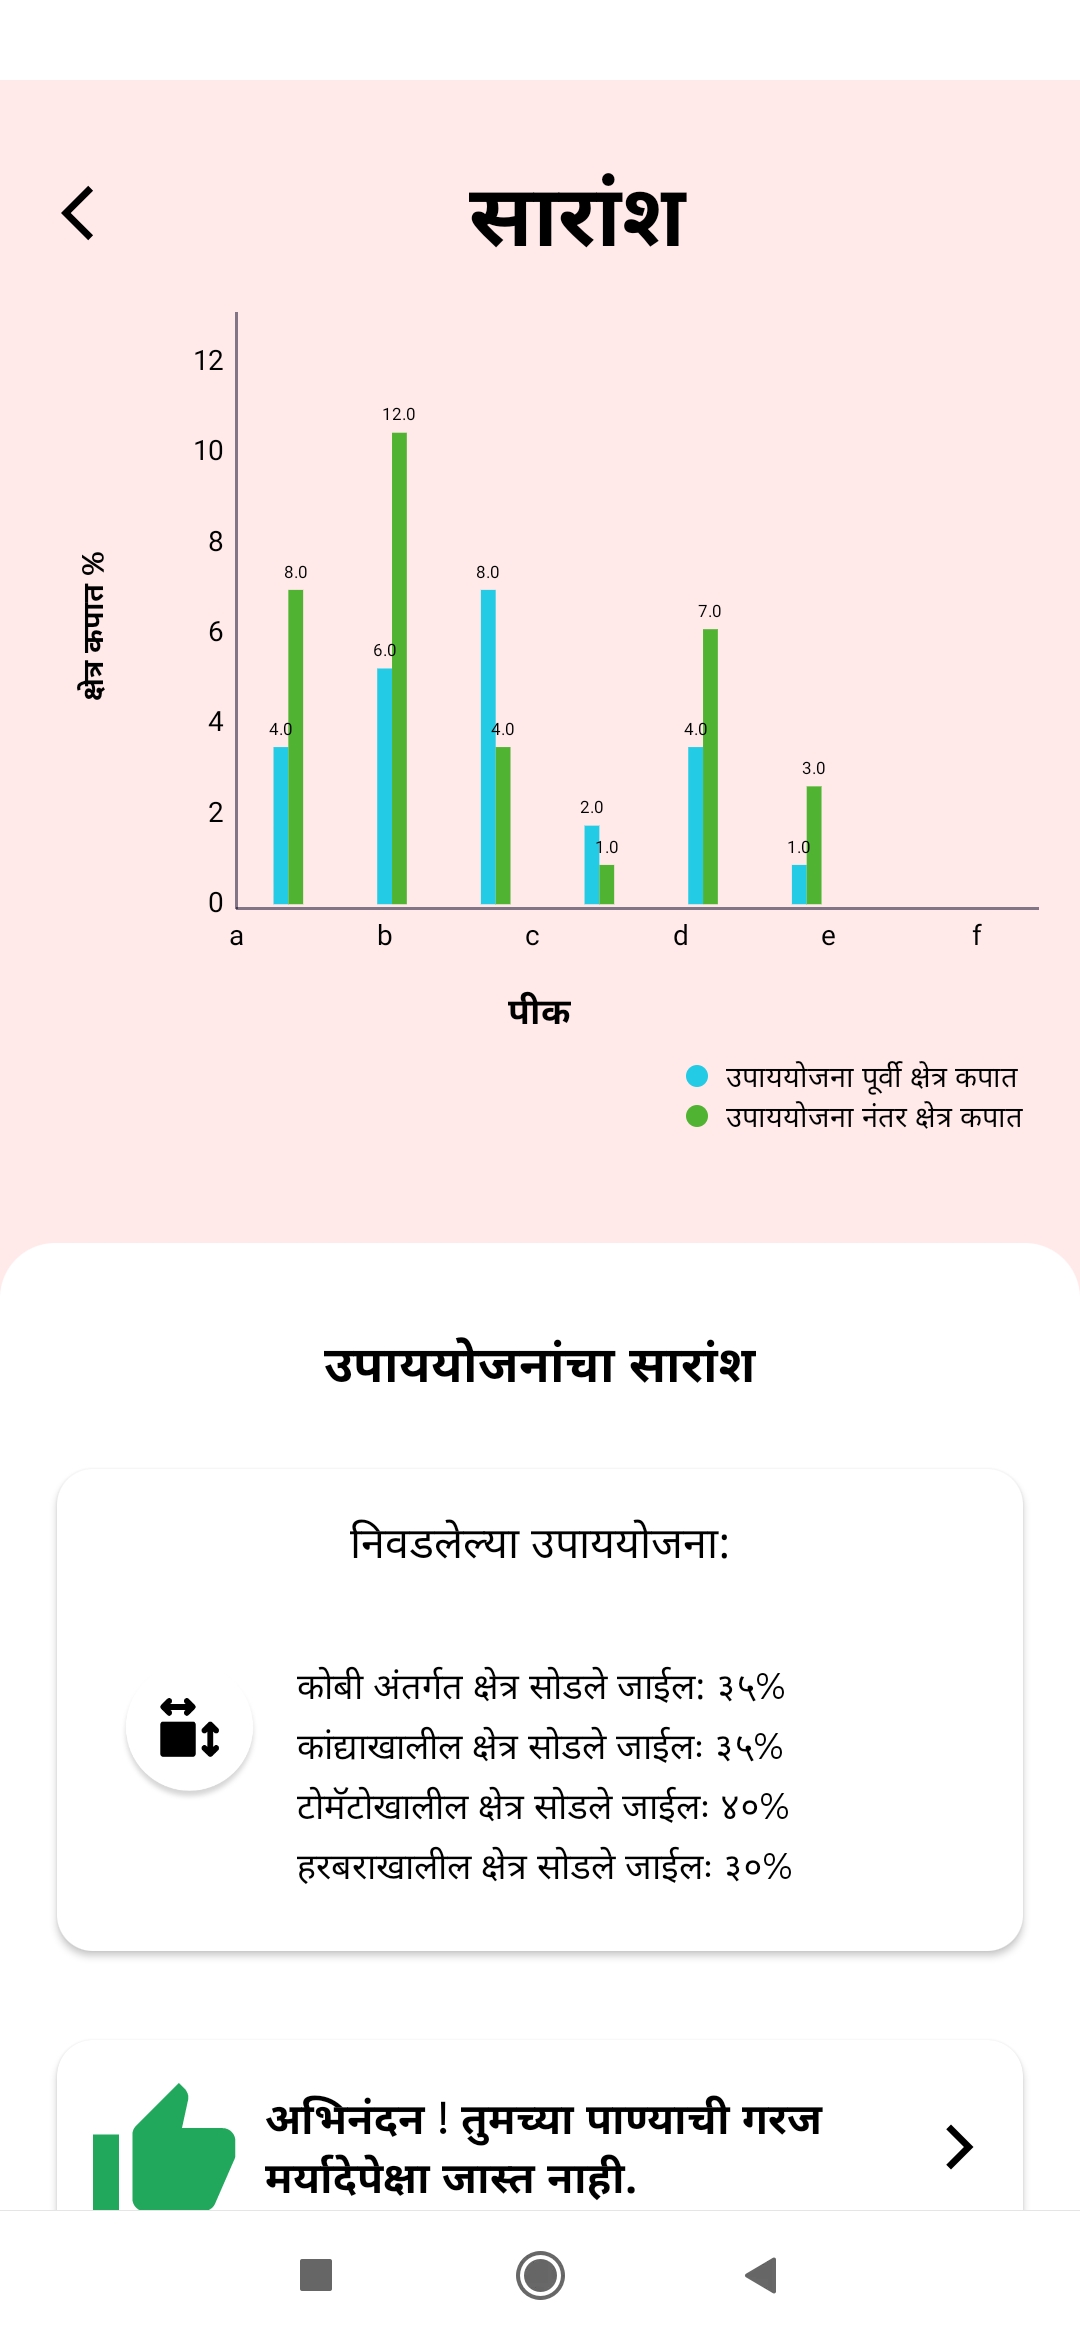 सारांश
12
10
8
6
4
2
0
क्षेत्र कपात %
4.0
8.0
6.0
12.0
8.0
4.0
2.0
1.0
4.0
7.0
1.0
3.0
a b c d e f
पीक
उपाययोजना पूर्वी क्षेत्र कपात
उपाययोजना नंतर क्षेत्र कपात
उपाययोजनांचा सारांश
निवडलेल्या उपाययोजना:
कोबी अंतर्गत क्षेत्र सोडले जाईल: ३५%
कांद्याखालील क्षेत्र सोडले जाईल: ३५%
टोमॅटोखालील क्षेत्र सोडले जाईल: ४०%
हरबराखालील क्षेत्र सोडले जाईल: ३०%
अभिनंदन ! तुमच्या पाण्याची गरज
मर्यादेपेक्षा जास्त नाही.